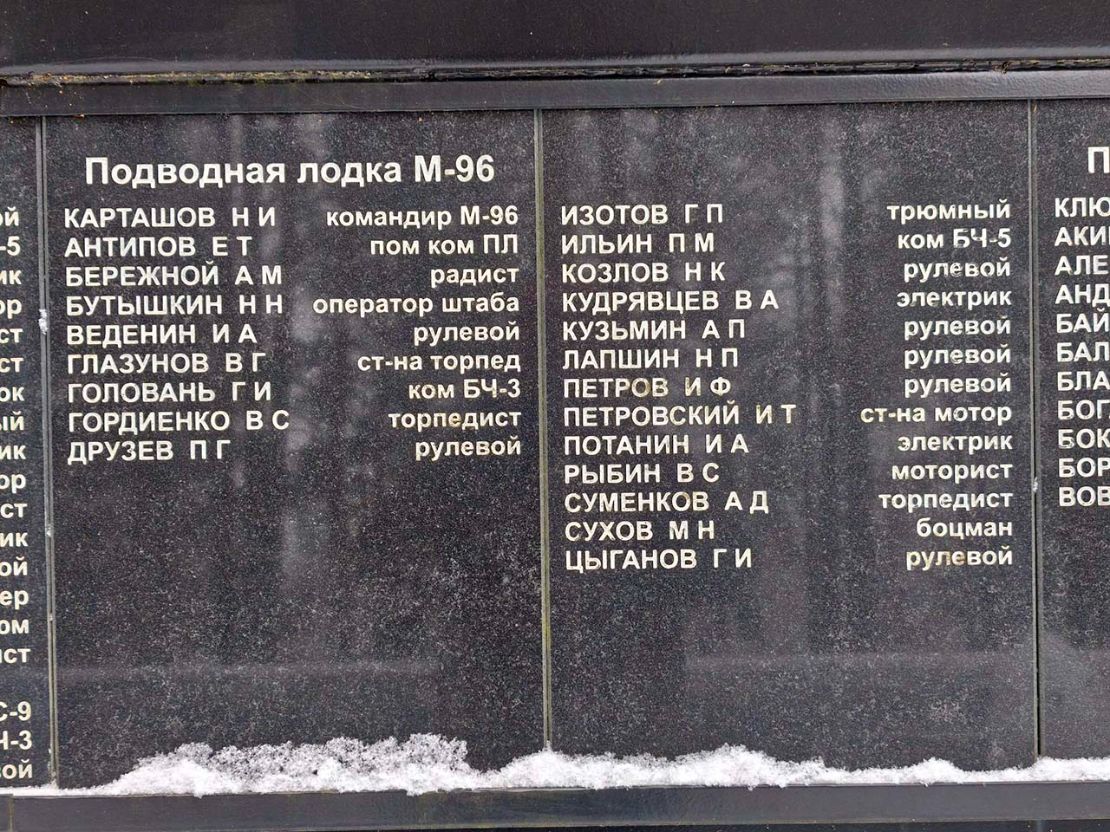 Подводная лодка М-96
КАРТАШОВ Н И командир М-96
АНТИПОВ Е Т пом ком ПЛ
БЕРЕЖНОЙ А М радист
БУТЫШКИН Н Н оператор штаба
ВЕДЕНИН И А рулевой
ГЛАЗУНОВ В Г ст-на торпед
ГОЛОВАНЬ Г И ком БЧ-3
ГОРДИЕНКО В С торпедист
ДРУЗЕВ П Г рулевой
ИЗОТОВ Г П трюмный
ИЛЬИН П М ком БЧ-5
КОЗЛОВ Н К рулевой
КУДРЯВЦЕВ В А электрик
КУЗЬМИН А П рулевой
ЛАПШИН Н П рулевой
ПЕТРОВ И Ф рулевой
ПЕТРОВСКИЙ И Т ст-на мотор
ПОТАНИН И А электрик
РЫБИН В С моторист
СУМЕНКОВ А Д торпедист
СУХОВ М Н боцман
ЦЫГАНОВ Г И рулевой